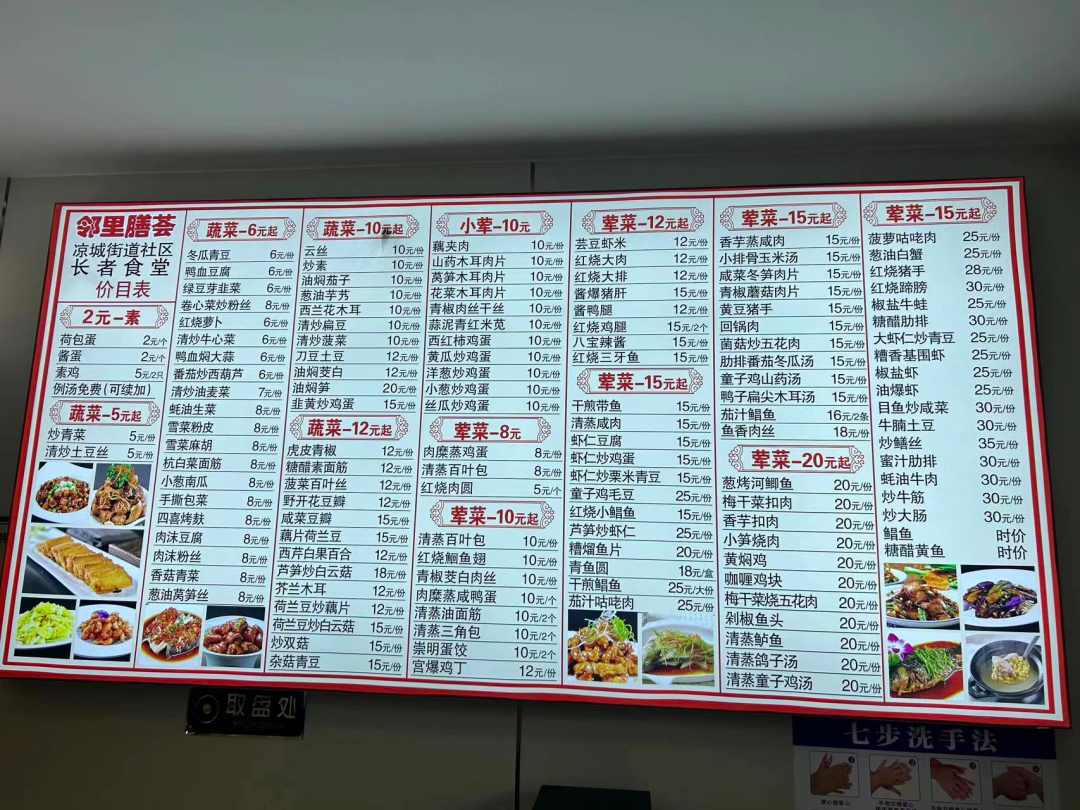 邻里膳荟
凉城街道社区
长者食堂
价目表
2元-素
荷包蛋 2元/个
酱蛋 2元/个
素鸡 5元/2只
例汤免费(可续加)
蔬菜-5元起
炒青菜 5元/份
清炒土豆丝 5元/份
蔬菜-6元起
冬瓜青豆 6元/份
鸭血豆腐 6元/份
绿豆芽韭菜 6元/份
卷心菜炒粉丝 8元/份
红烧萝卜 6元/份
清炒牛心菜 6元/份
鸭血焖大蒜 6元/份
番茄炒西葫芦 6元/份
清炒油麦菜 7元/份
蚝油生菜 8元/份
雪菜粉皮 8元/份
雪菜麻胡 8元/份
杭白菜面筋 8元/份
小葱南瓜 8元/份
手撕包菜 8元/份
四喜烤麸 8元/份
肉沫豆腐 8元/份
肉沫粉丝 8元/份
香菇青菜 8元/份
葱油莴笋丝 8元/份
蔬菜-10元起
云丝 10元/份
炒素 10元/份
油焖茄子 10元/份
葱油芋艿 10元/份
西兰花木耳 10元/份
清炒扁豆 10元/份
清炒菠菜 10元/份
刀豆土豆 12元/份
油焖茭白 12元/份
油焖笋 20元/份
韭黄炒鸡蛋 15元/份
蔬菜-12元起
虎皮青椒 12元/份
糖醋素面筋 12元/份
菠菜百叶丝 12元/份
野开花豆瓣 12元/份
咸菜豆瓣 15元/份
藕片荷兰豆 15元/份
西芹白果百合 12元/份
芦笋炒白云菇 18元/份
芥兰木耳 12元/份
荷兰豆炒藕片 12元/份
荷兰豆炒白云菇 15元/份
炒双菇 15元/份
杂菇青豆 15元/份
小荤-10元
藕夹肉 10元/份
山药木耳肉片 10元/份
莴笋木耳肉片 10元/份
花菜木耳肉片 10元/份
青椒肉丝干丝 10元/份
蒜泥青红米苋 10元/份
西红柿鸡蛋 10元/份
黄瓜炒鸡蛋 10元/份
洋葱炒鸡蛋 10元/份
小葱炒鸡蛋 10元/份
丝瓜炒鸡蛋 10元/份
荤菜-8元
肉糜蒸鸡蛋 8元/份
清蒸百叶包 8元/份
红烧肉圆 5元/个
荤菜-10元起
清蒸百叶包 10元/份
红烧鮰鱼翅 10元/份
青椒茭白肉丝 10元/份
肉糜蒸咸鸭蛋 10元/个
清蒸油面筋 10元/2个
清蒸三角包 10元/2个
崇明蛋饺 10元/2个
宫爆鸡丁 12元/份
荤菜-12元起
芸豆虾米 12元/份
红烧大肉 12元/份
红烧大排 12元/份
酱爆猪肝 12元/份
酱鸭腿 12元/份
红烧鸡腿 15元/2个
八宝辣酱 15元/份
红烧三牙鱼 15元/份
荤菜-15元起
干煎带鱼 15元/份
清蒸咸肉 15元/份
虾仁豆腐 15元/份
虾仁炒鸡蛋 15元/份
虾仁炒栗米青豆 15元/份
童子鸡毛豆 25元/份
红烧小鲳鱼 15元/份
芦笋炒虾仁 25元/份
糟熘鱼片 20元/份
青鱼圆 18元/盒
干煎鲳鱼 25元/大份
茄汁咕咾肉 25元/份
荤菜-15元起
香芋蒸咸肉 15元/份
小排骨玉米汤 15元/份
咸菜冬笋肉片 15元/份
青椒蘑菇肉片 15元/份
黄豆猪手 15元/份
回锅肉 15元/份
菌菇炒五花肉 15元/份
肋排番茄冬瓜汤 15元/份
童子鸡山药汤 15元/份
鸭子扁尖木耳汤 15元/份
茄汁鲳鱼 16元/2条
鱼香肉丝 18元/份
荤菜-20元起
葱烤河鲫鱼 20元/份
梅干菜扣肉 20元/份
香芋扣肉 20元/份
小笋烧肉 20元/份
黄焖鸡 20元/份
咖喱鸡块 20元/份
梅干菜烧五花肉 20元/份
剁椒鱼头 20元/份
清蒸鲈鱼 20元/份
清蒸鸽子汤 20元/份
清蒸童子鸡汤 20元/份
荤菜-15元起
菠萝咕咾肉 25元/份
葱油白蟹 25元/份
红烧猪手 28元/份
红烧蹄膀 30元/份
椒盐牛蛙 25元/份
糖醋肋排 30元/份
大虾仁炒青豆 25元/份
糟香基围虾 25元/份
椒盐虾 25元/份
油爆虾 25元/份
目鱼炒咸菜 30元/份
牛腩土豆 30元/份
炒鳝丝 35元/份
蜜汁肋排 30元/份
蚝油牛肉 30元/份
炒牛筋 30元/份
炒大肠 30元/份
鲳鱼 时价
糖醋黄鱼 时价
取盘处
七步洗手法